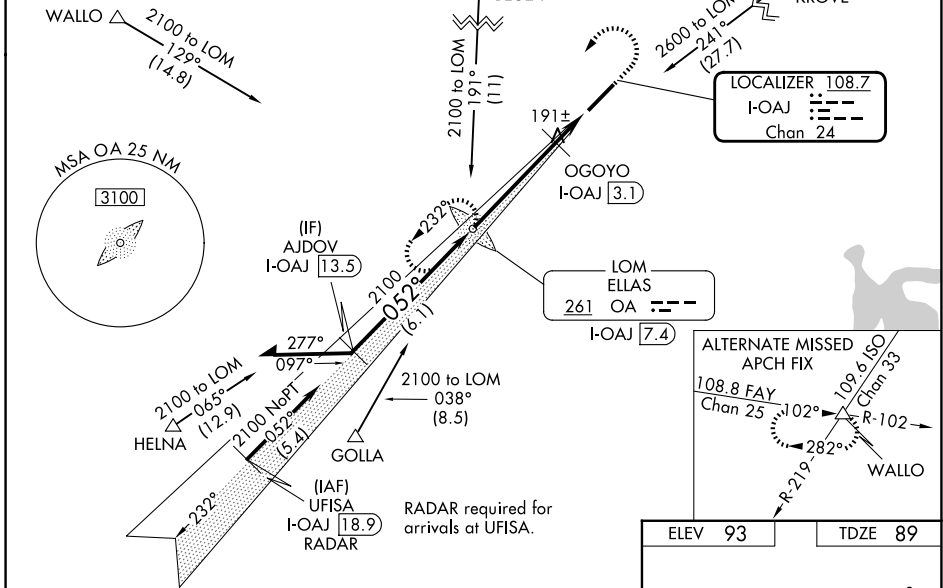 WALLO
2100 to LOM
129°
(14.8)
2100 to LOM
191°
(11)
2600 to LOM
241°
(27.7)
LOCALIZER 108.7
I-OAJ
Chan 24
MSA OA 25 NM
3100
191±
OGOYO
I-OAJ 3.1
232°
(IF)
AJDOV
I-OAJ 13.5
2100
052°
(6.1)
LOM
ELLAS
261 OA
I-OAJ 7.4
277°
097°
2100 to LOM
065°
(12.9)
HELNA
2100 NoPT
052°
(5.4)
2100 to LOM
038°
(8.5)
GOLLA
232°
(IAF)
UFISA
I-OAJ 18.9
RADAR
RADAR required for
arrivals at UFISA.
ALTERNATE MISSED
APCH FIX
109.6 ISO
Chan 33
108.8 FAY
Chan 25
102°
R-102
282°
WALLO
R-219
ELEV 93
TDZE 89